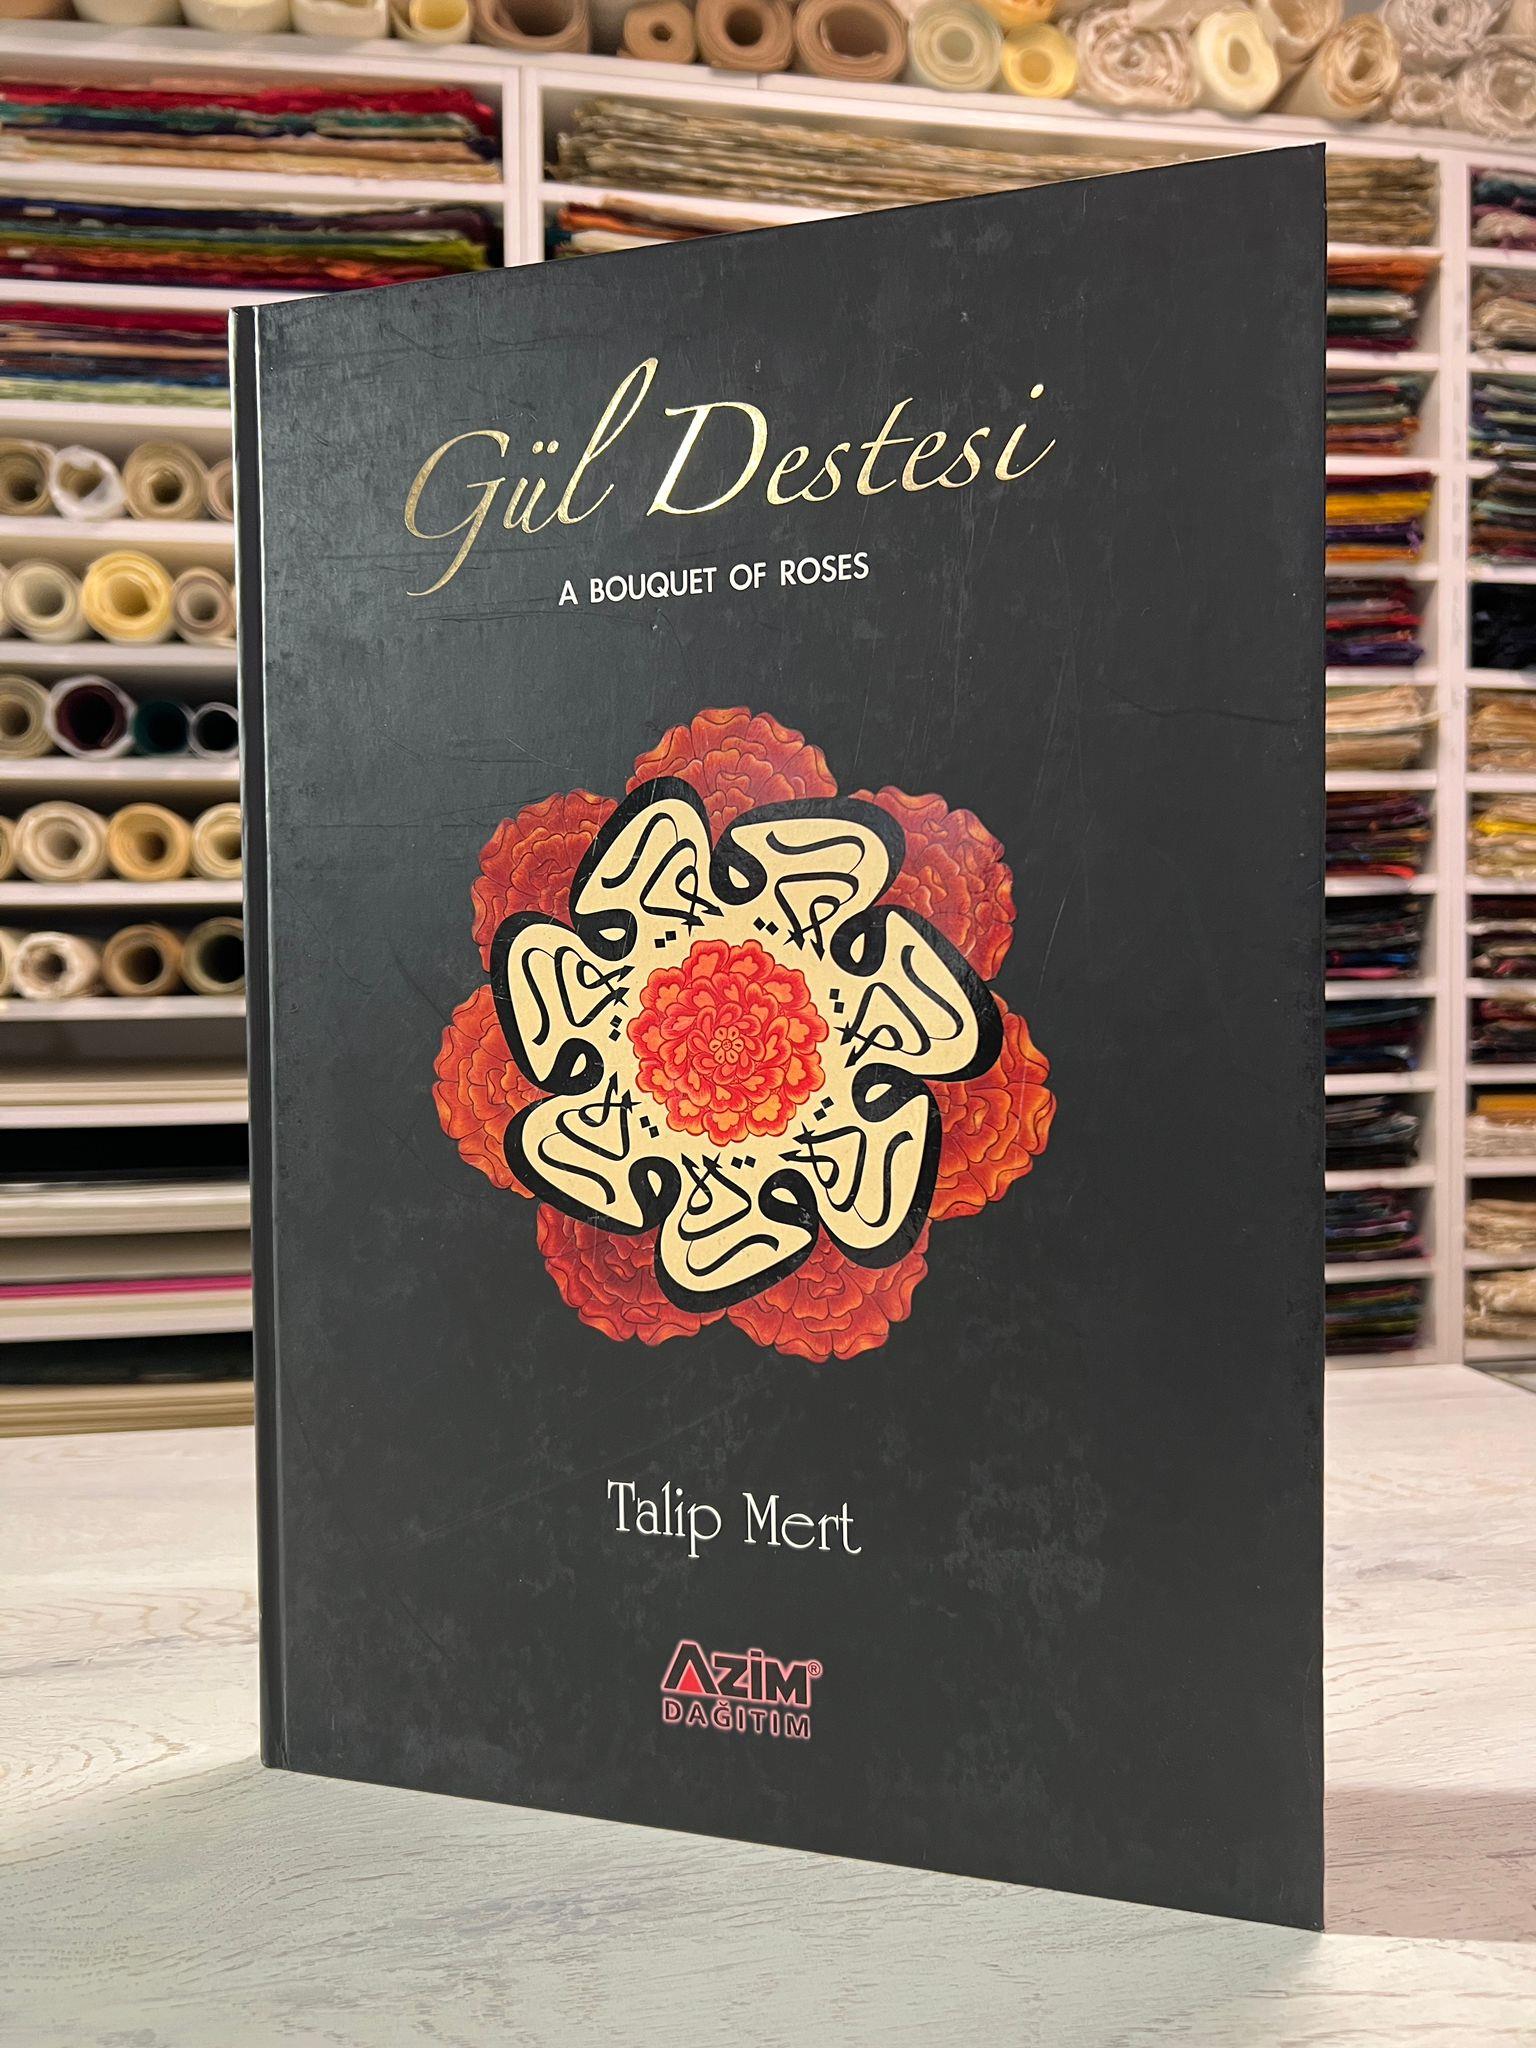 Gül Destesi
A BOUQUET OF ROSES
Talip Mert
AZİM®
DAĞITIM